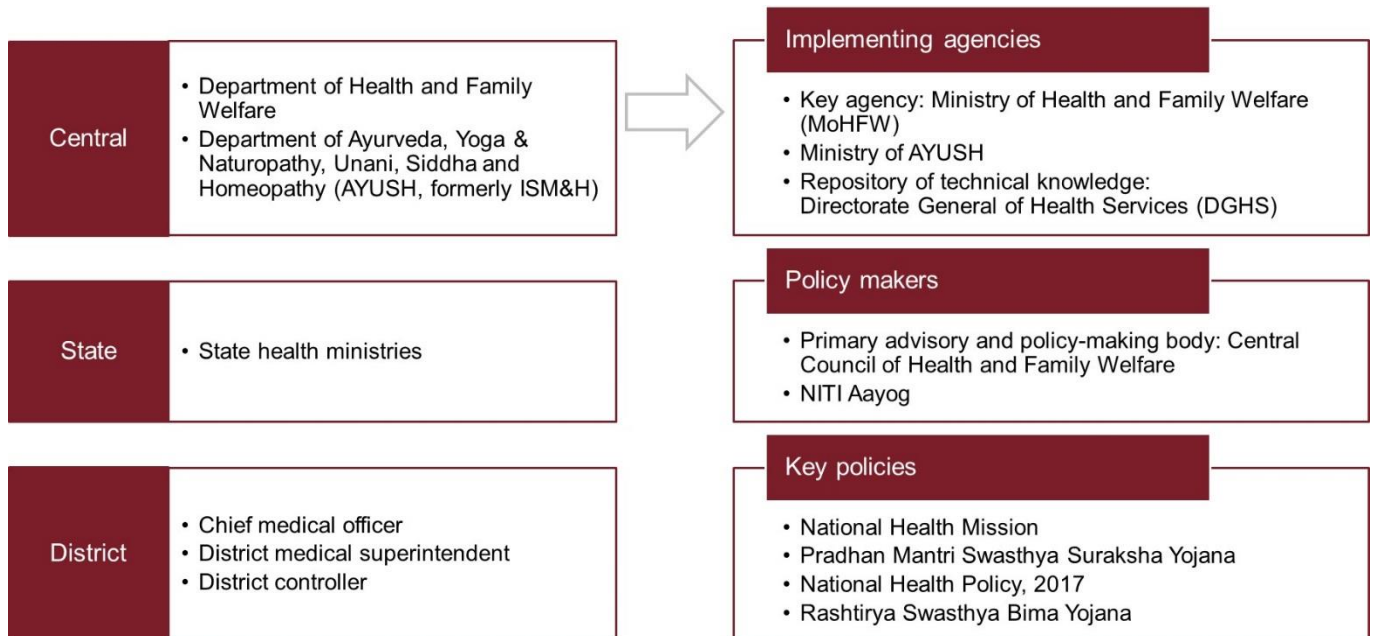 Central
• Department of Health and Family
Welfare
• Department of Ayurveda, Yoga &
Naturopathy, Unani, Siddha and
Homeopathy (AYUSH, formerly ISM&H)
Implementing agencies
• Key agency: Ministry of Health and Family Welfare
(MoHFW)
• Ministry of AYUSH
• Repository of technical knowledge:
Directorate General of Health Services (DGHS)
State
• State health ministries
Policy makers
• Primary advisory and policy-making body: Central
Council of Health and Family Welfare
• NITI Aayog
District
• Chief medical officer
• District medical superintendent
• District controller
Key policies
• National Health Mission
• Pradhan Mantri Swasthya Suraksha Yojana
• National Health Policy, 2017
• Rashtirya Swasthya Bima Yojana